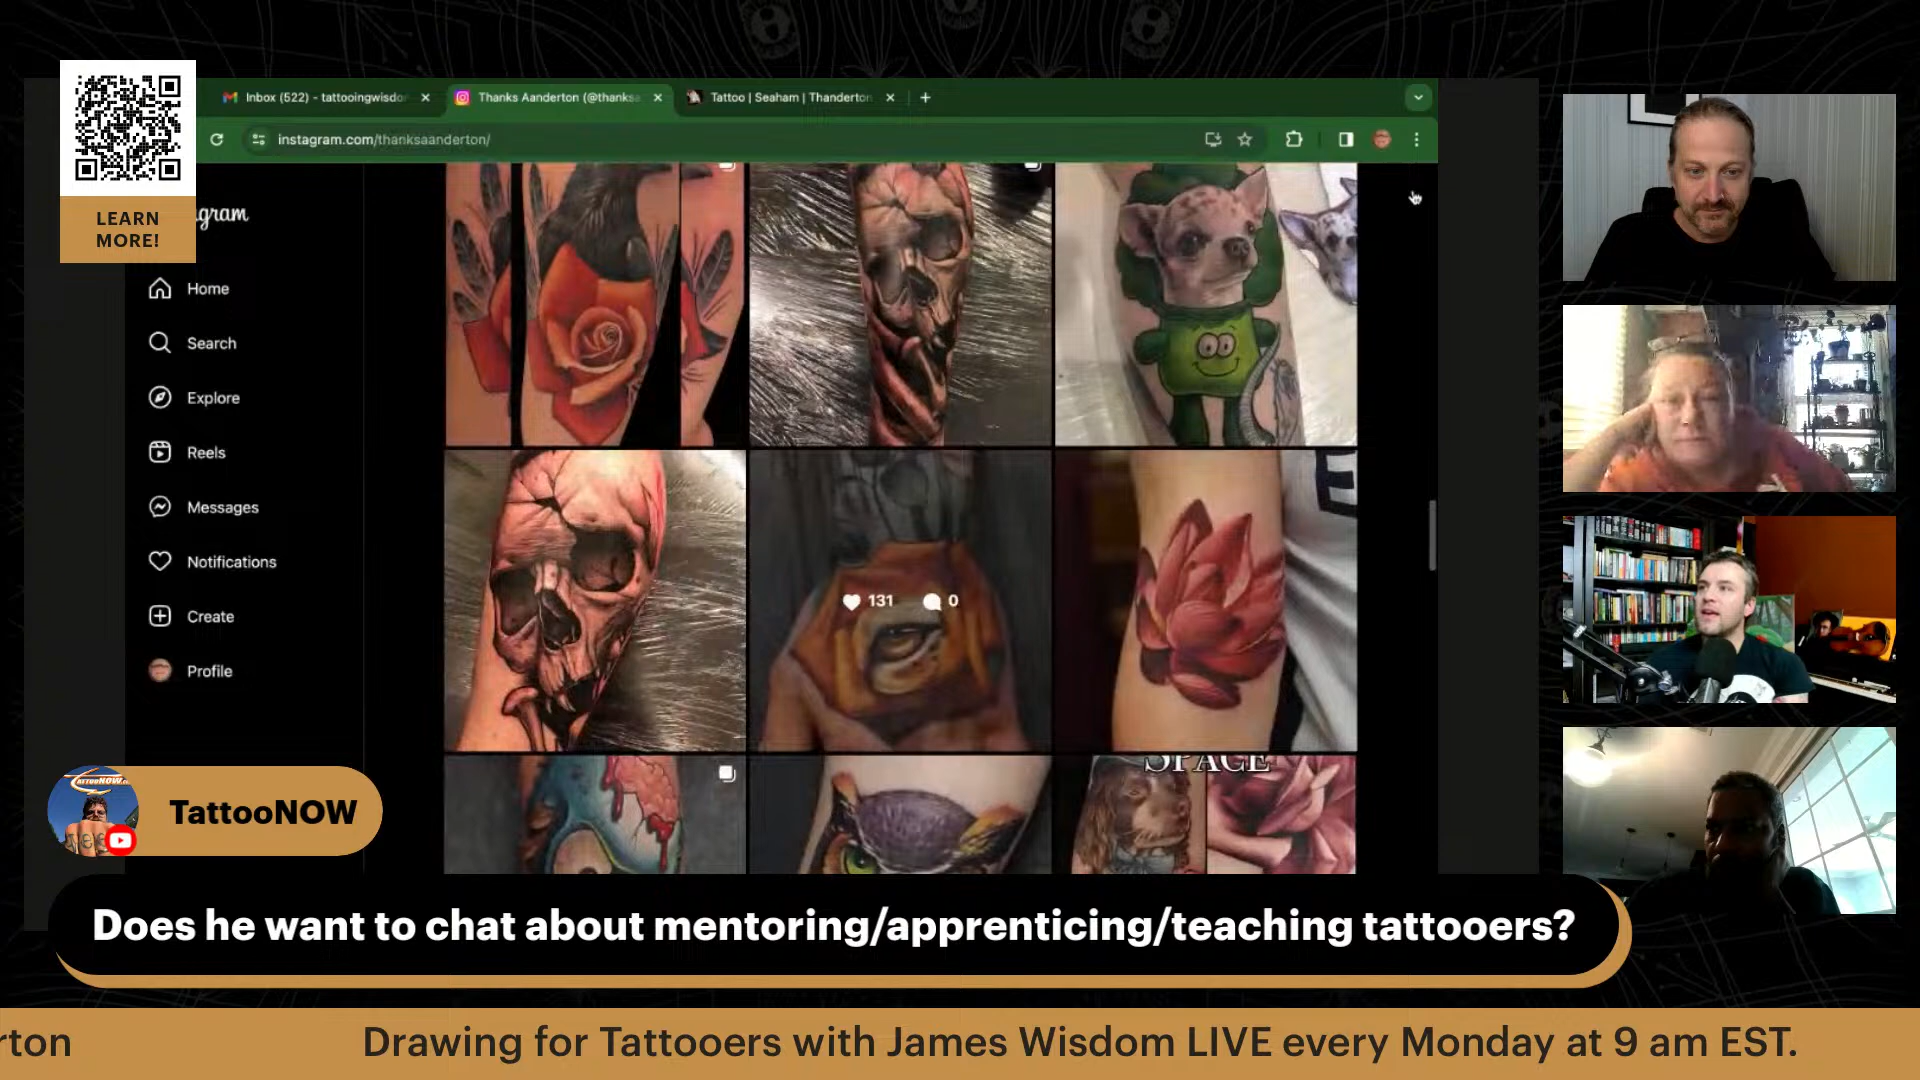 Inbox (522) - tattooingwisdo
Thanks Aanderton (@thanksa
Tattoo | Seaham | Thanderton
instagram.com/thanksaanderton/
LEARN
MORE!
gram
Home
Search
Explore
Reels
Messages
Notifications
Create
Profile
131
0
SPACE
TattooNOW
Does he want to chat about mentoring/apprenticing/teaching tattooers?
rton
Drawing for Tattooers with James Wisdom LIVE every Monday at 9 am EST.